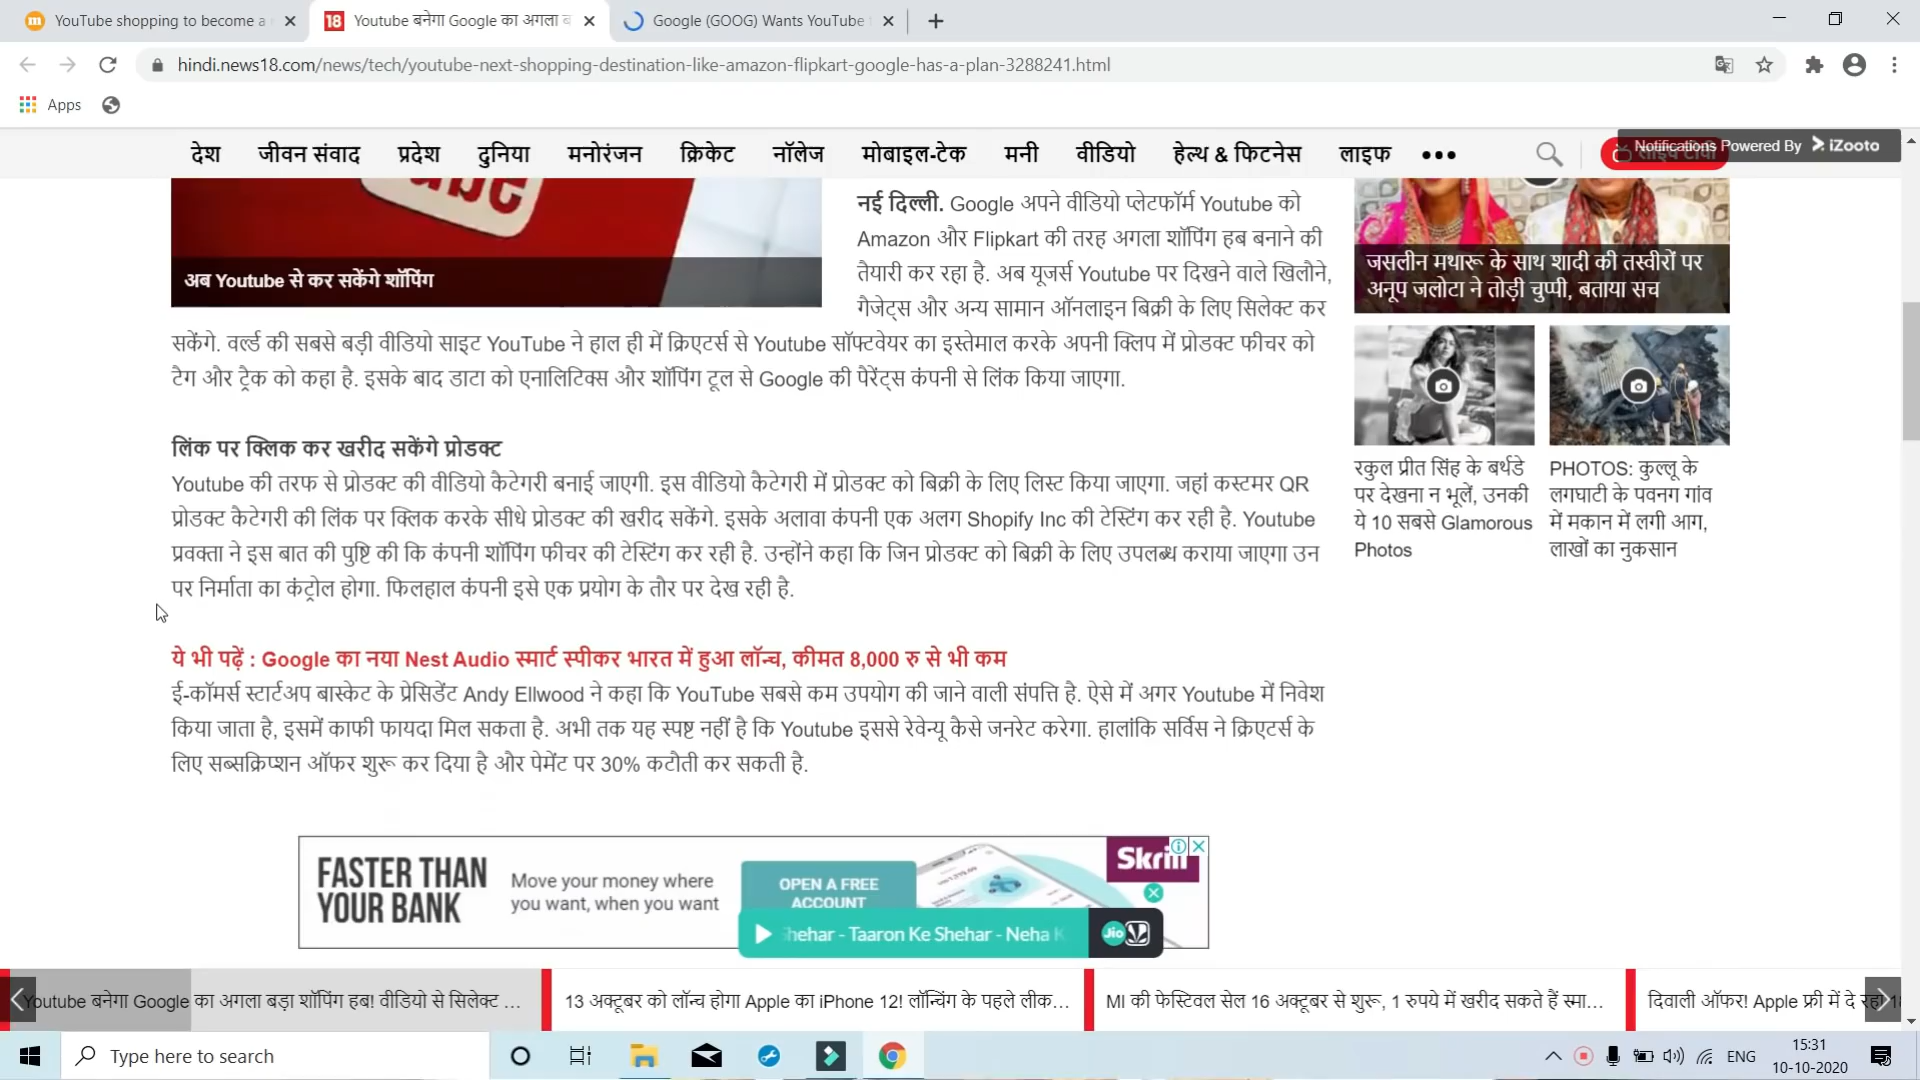 YouTube shopping to become a
Youtube बनेगा Google का अगला ब
Google (GOOG) Wants YouTube
hindi.news18.com/news/tech/youtube-next-shopping-destination-like-amazon-flipkart-google-has-a-plan-3288241.html
Apps
देश जीवन संवाद प्रदेश दुनिया मनोरंजन क्रिकेट नॉलेज मोबाइल-टेक मनी वीडियो हेल्थ & फिटनेस लाइफ •••
Notifications Powered By iZooto
अब Youtube से कर सकेंगे शॉपिंग
नई दिल्ली. Google अपने वीडियो प्लेटफॉर्म Youtube को
Amazon और Flipkart की तरह अगला शॉपिंग हब बनाने की
तैयारी कर रहा है. अब यूजर्स Youtube पर दिखने वाले खिलौने,
गैजेट्स और अन्य सामान ऑनलाइन बिक्री के लिए सिलेक्ट कर
सकेंगे. वर्ल्ड की सबसे बड़ी वीडियो साइट YouTube ने हाल ही में क्रिएटर्स से Youtube सॉफ्टवेयर का इस्तेमाल करके अपनी क्लिप में प्रोडक्ट फीचर को
टैग और ट्रैक को कहा है. इसके बाद डाटा को एनालिटिक्स और शॉपिंग टूल से Google की पैरेंट्स कंपनी से लिंक किया जाएगा.
लिंक पर क्लिक कर खरीद सकेंगे प्रोडक्ट
Youtube की तरफ से प्रोडक्ट की वीडियो कैटेगरी बनाई जाएगी. इस वीडियो कैटेगरी में प्रोडक्ट को बिक्री के लिए लिस्ट किया जाएगा. जहां कस्टमर QR
प्रोडक्ट कैटेगरी की लिंक पर क्लिक करके सीधे प्रोडक्ट की खरीद सकेंगे. इसके अलावा कंपनी एक अलग Shopify Inc की टेस्टिंग कर रही है. Youtube
प्रवक्ता ने इस बात की पुष्टि की कि कंपनी शॉपिंग फीचर की टेस्टिंग कर रही है. उन्होंने कहा कि जिन प्रोडक्ट को बिक्री के लिए उपलब्ध कराया जाएगा उन
पर निर्माता का कंट्रोल होगा. फिलहाल कंपनी इसे एक प्रयोग के तौर पर देख रही है.
ये भी पढ़ें : Google का नया Nest Audio स्मार्ट स्पीकर भारत में हुआ लॉन्च, कीमत 8,000 रु से भी कम
ई-कॉमर्स स्टार्टअप बास्केट के प्रेसिडेंट Andy Ellwood ने कहा कि YouTube सबसे कम उपयोग की जाने वाली संपत्ति है. ऐसे में अगर Youtube में निवेश
किया जाता है, इसमें काफी फायदा मिल सकता है. अभी तक यह स्पष्ट नहीं है कि Youtube इससे रेवेन्यू कैसे जनरेट करेगा. हालांकि सर्विस ने क्रिएटर्स के
लिए सब्सक्रिप्शन ऑफर शुरू कर दिया है और पेमेंट पर 30% कटौती कर सकती है.
जसलीन मथारू के साथ शादी की तस्वीरों पर
अनूप जलोटा ने तोड़ी चुप्पी, बताया सच
रकुल प्रीत सिंह के बर्थडे
पर देखना न भूलें, उनकी
ये 10 सबसे Glamorous
Photos
PHOTOS: कुल्लू के
लगघाटी के पवनग गांव
में मकान में लगी आग,
लाखों का नुकसान
FASTER THAN
YOUR BANK
Move your money where
you want, when you want
OPEN A FREE
ACCOUNT
Skrill
Shehar - Taaron Ke Shehar - Neha K
Jio
Youtube बनेगा Google का अगला बड़ा शॉपिंग हब! वीडियो से सिलेक्ट ...
13 अक्टूबर को लॉन्च होगा Apple का iPhone 12! लॉन्चिंग के पहले लीक...
MI की फेस्टिवल सेल 16 अक्टूबर से शुरू, 1 रुपये में खरीद सकते हैं स्मा...
दिवाली ऑफर! Apple फ्री में दे रहा
Type here to search
ENG
15:31
10-10-2020